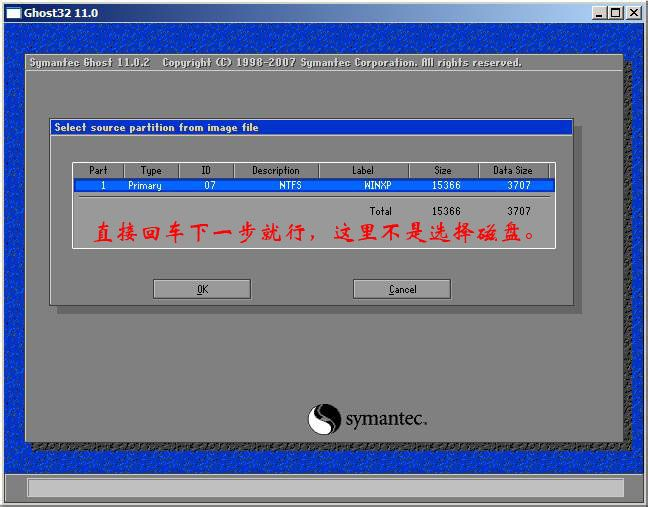 Ghost32 11.0
Symantec Ghost 11.0.2 Copyright (C) 1998-2007 Symantec Corporation. All rights reserved.
Select source partition from image file
Part Type ID Description Label Size Data Size
1 Primary 07 NTFS WINXP 15366 3707
Total 15366 3707
直接回车下一步就行，这里不是选择磁盘。
OK Cancel
symantec.